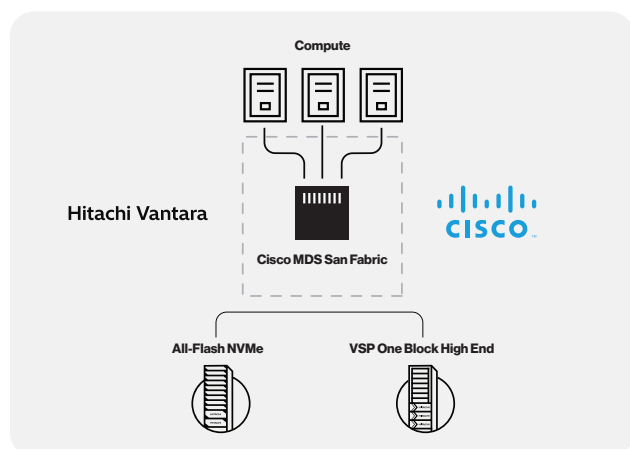 Compute
Hitachi Vantara
CISCO
Cisco MDS San Fabric
All-Flash NVMe
VSP One Block High End